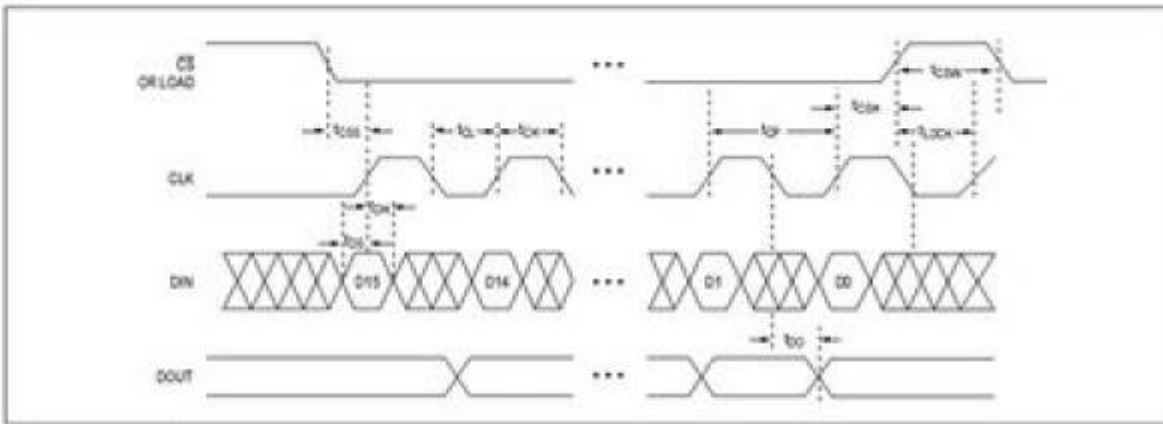 CS
OR LOAD
tCSW
tCSH
tCSS
tCL
tCH
tCP
tLDCK
CLK
tDH
tDS
DIN
D15
D14
D1
D0
tDO
DOUT